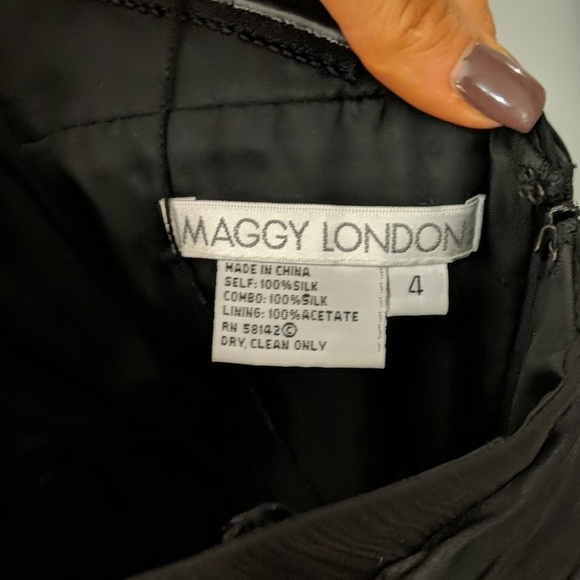 MAGGY LONDON
4
MADE IN CHINA
SELF: 100% SILK
COMBO: 100% SILK
LINING: 100% ACETATE
RN 58142 ©
DRY, CLEAN ONLY